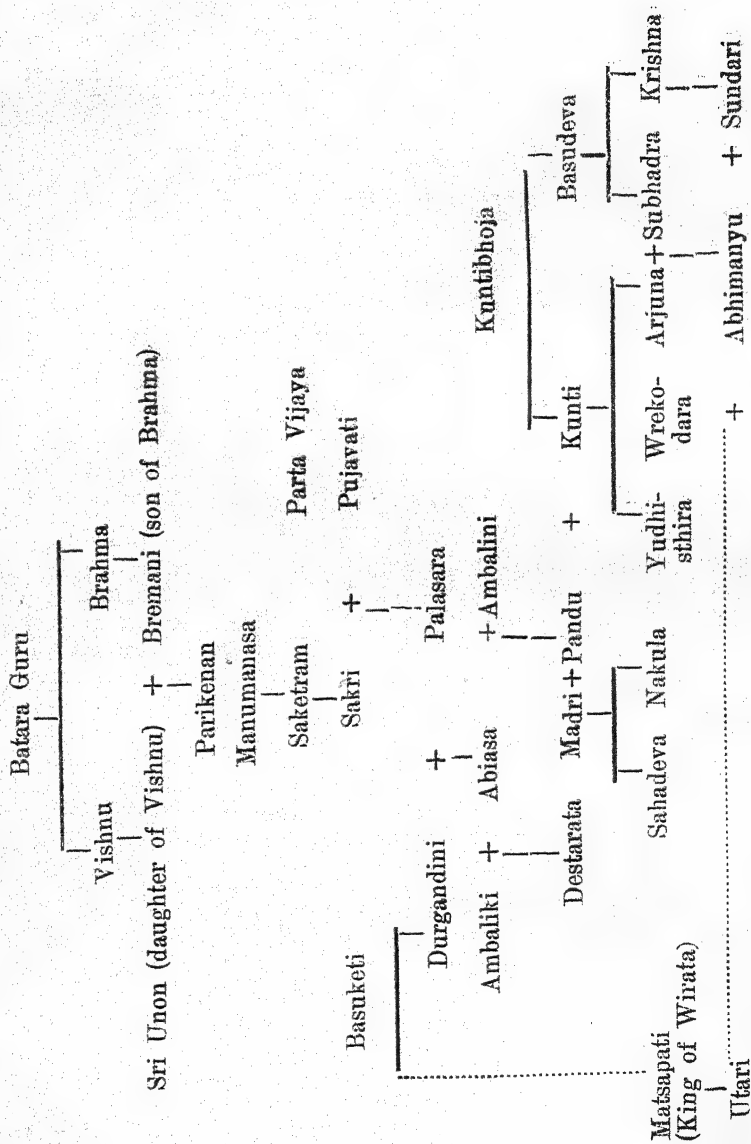 Batara Guru
Vishnu Brahma
Sri Unon (daughter of Vishnu) + Bremani (son of Brahma)
Parikenan
Manumanasa
Saketram Parta Vijaya
Sakri + Pujavati
Basuketi
Durgandini + Palasara
Ambaliki + Abiasa + Ambalini Kuntibhoja
Destarata Madri + Pandu + Kunti Basudeva
Sahadeva Nakula Yudhi-sthira Wreko-dara Arjuna + Subhadra Krishna
Matsapati
(King of Wirata)
Utari + Abhimanyu + Sundari